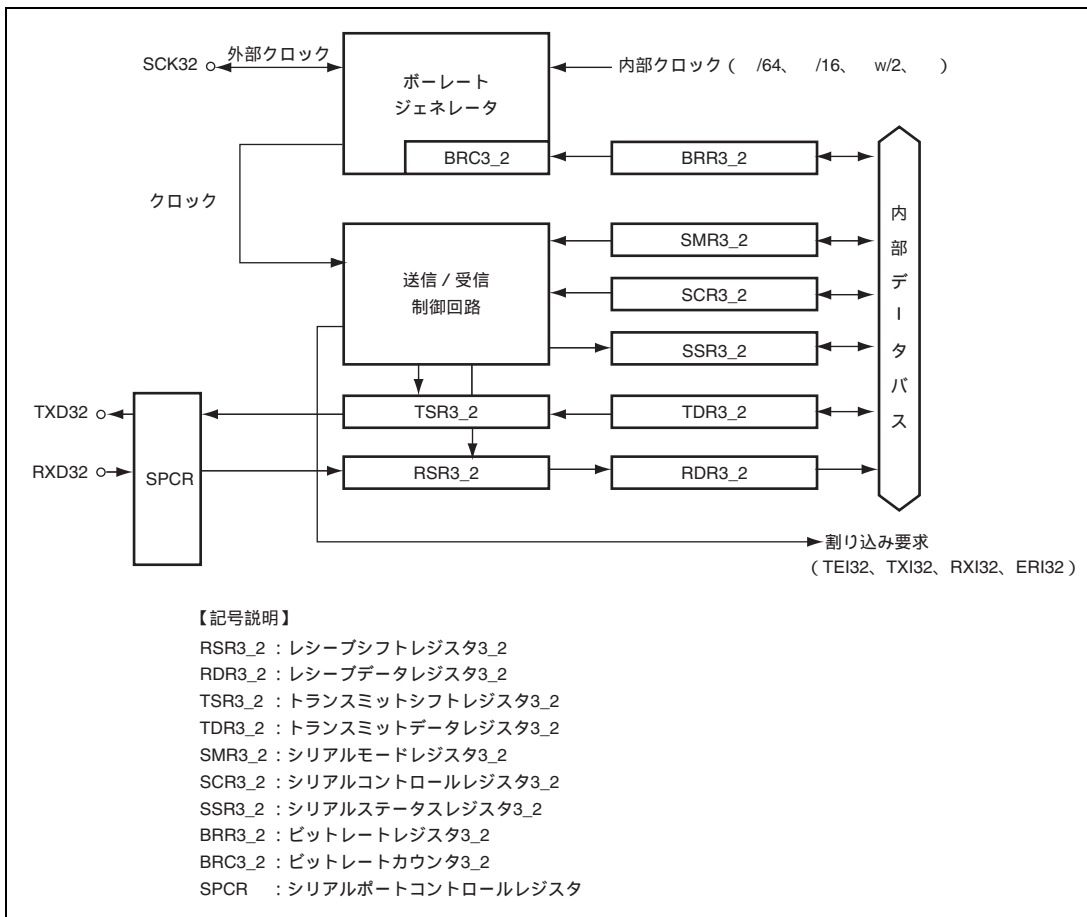 SCK32
外部クロック
ボーレート
ジェネレータ
内部クロック( /64、 /16、 w/2、 )
BRC3_2
BRR3_2
クロック
内部データバス
SMR3_2
送信/受信
制御回路
SCR3_2
SSR3_2
TXD32
TSR3_2
TDR3_2
RXD32
SPCR
RSR3_2
RDR3_2
割り込み要求
(TEI32、TXI32、RXI32、ERI32)
【記号説明】
RSR3_2 :レシーブシフトレジスタ3_2
RDR3_2 :レシーブデータレジスタ3_2
TSR3_2 :トランスミットシフトレジスタ3_2
TDR3_2 :トランスミットデータレジスタ3_2
SMR3_2 :シリアルモードレジスタ3_2
SCR3_2 :シリアルコントロールレジスタ3_2
SSR3_2 :シリアルステータスレジスタ3_2
BRR3_2 :ビットレートレジスタ3_2
BRC3_2 :ビットレートカウンタ3_2
SPCR :シリアルポートコントロールレジスタ